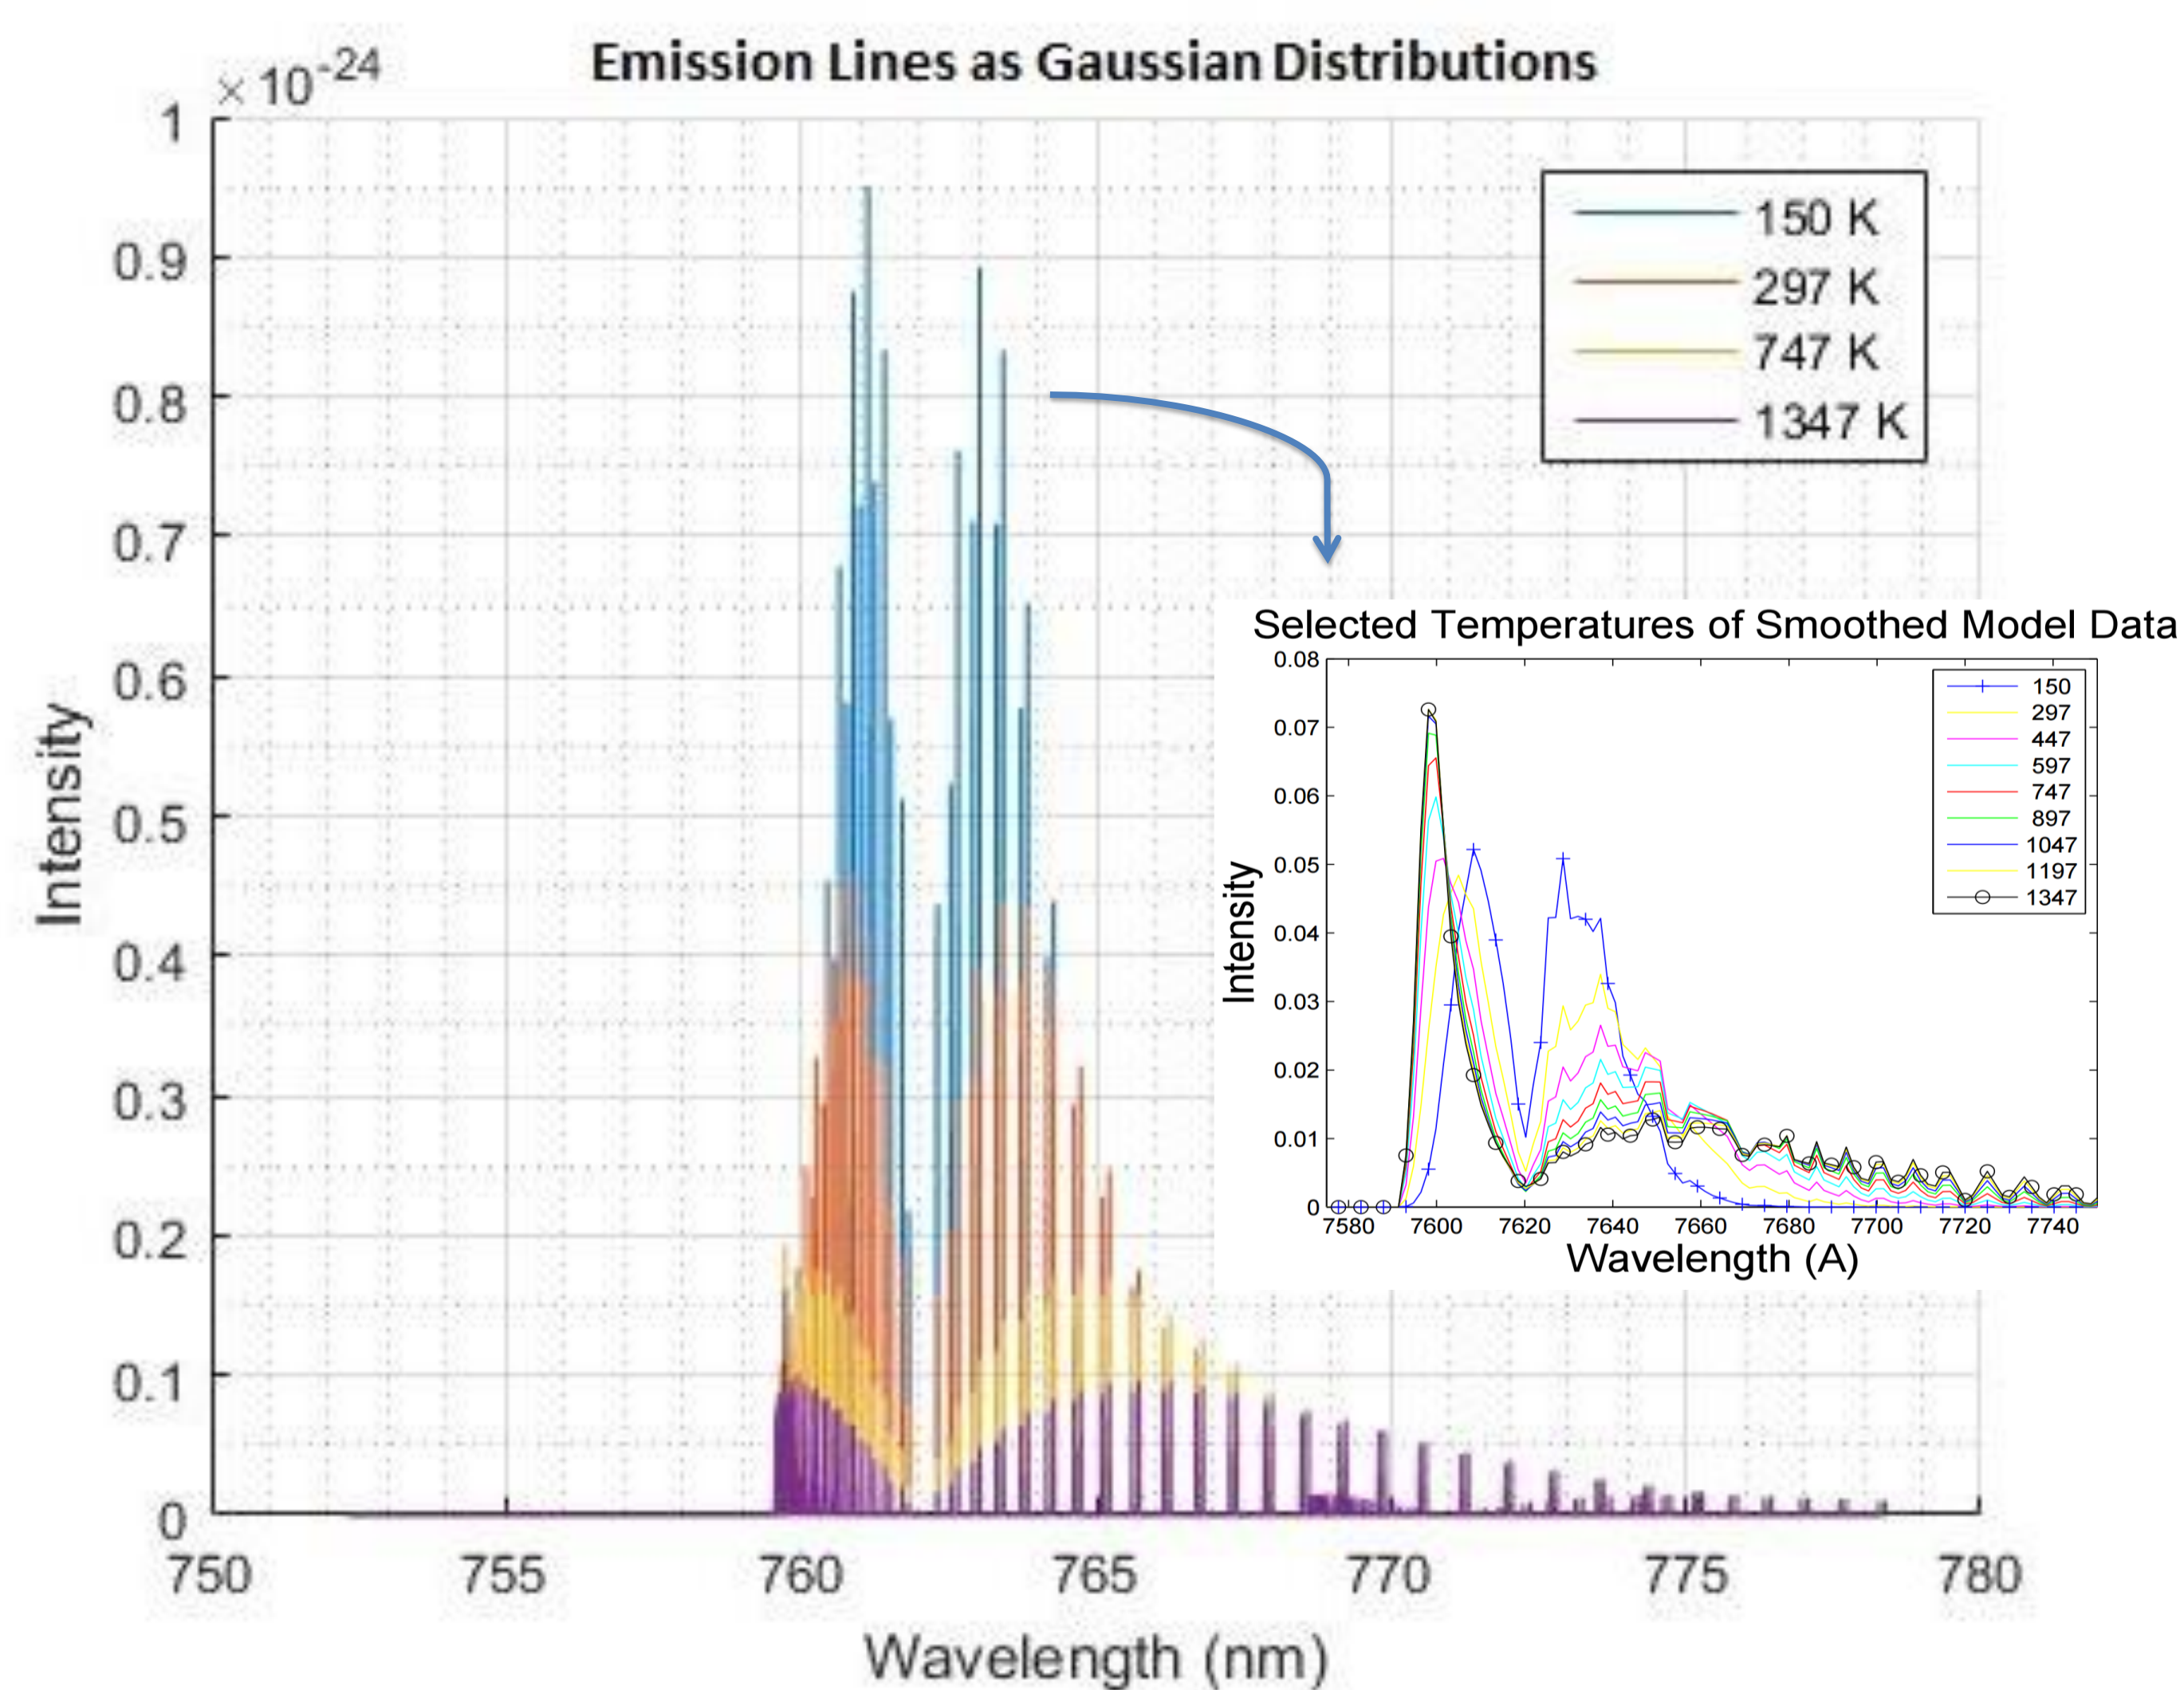 Emission Lines as Gaussian Distributions
× 10-24
1
0.9
0.8
0.7
0.6
0.5
0.4
0.3
0.2
0.1
0
Intensity
750 755 760 765 770 775 780
Wavelength (nm)
150 K
297 K
747 K
1347 K
Selected Temperatures of Smoothed Model Data
0.08
0.07
0.06
0.05
0.04
0.03
0.02
0.01
0
Intensity
7580 7600 7620 7640 7660 7680 7700 7720 7740
Wavelength (A)
150
297
447
597
747
897
1047
1197
1347